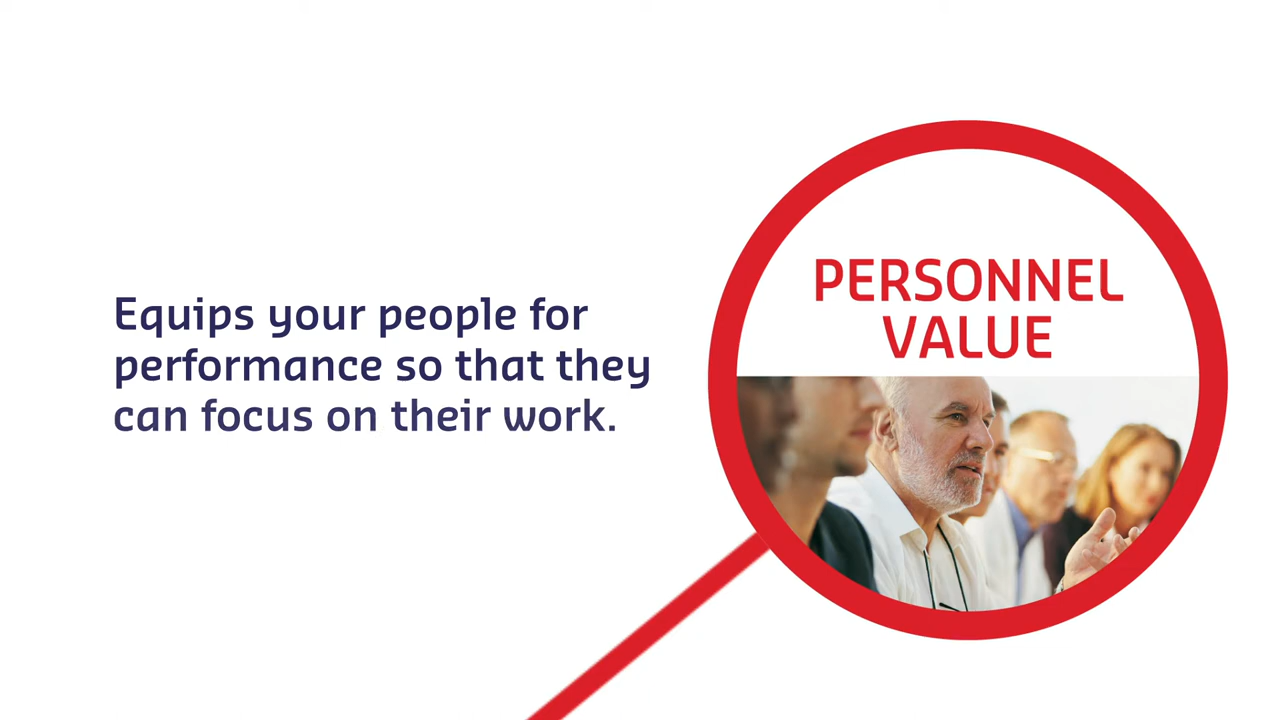 Equips your people for
performance so that they
can focus on their work.
PERSONNEL
VALUE